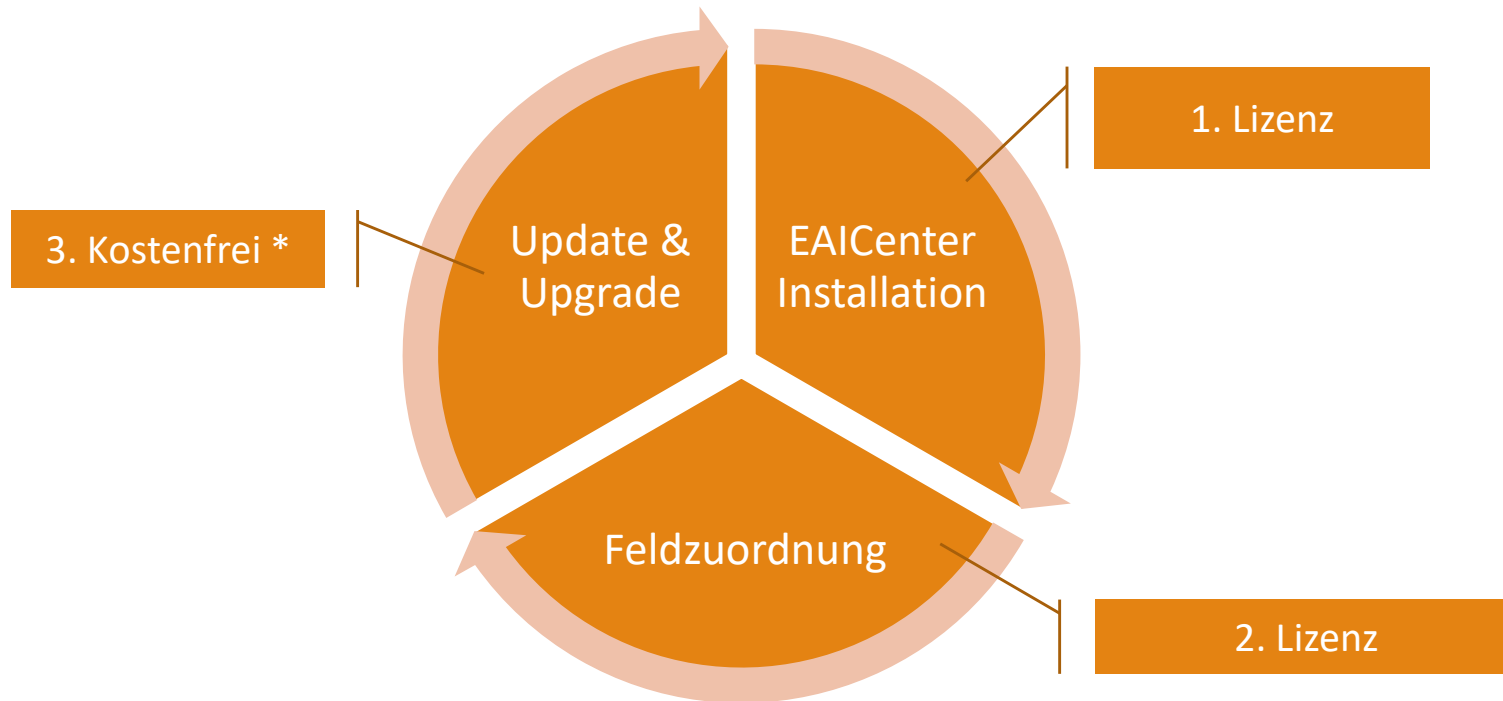 1. Lizenz
3. Kostenfrei *
Update &
Upgrade
EAICenter
Installation
Feldzuordnung
2. Lizenz